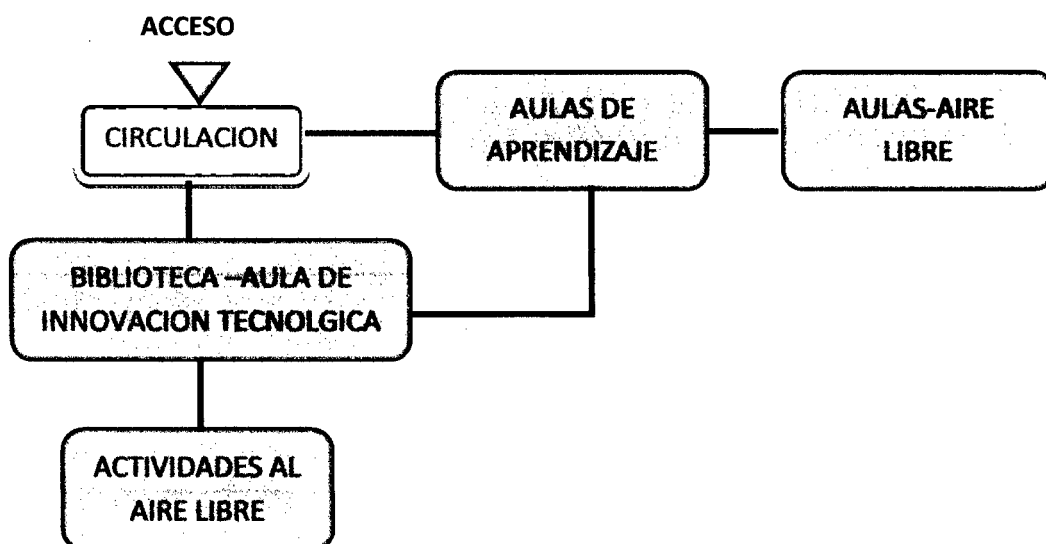 ACCESO
CIRCULACION
AULAS DE
APRENDIZAJE
AULAS-AIRE
LIBRE
BIBLIOTECA –AULA DE
INNOVACION TECNOLGICA
ACTIVIDADES AL
AIRE LIBRE